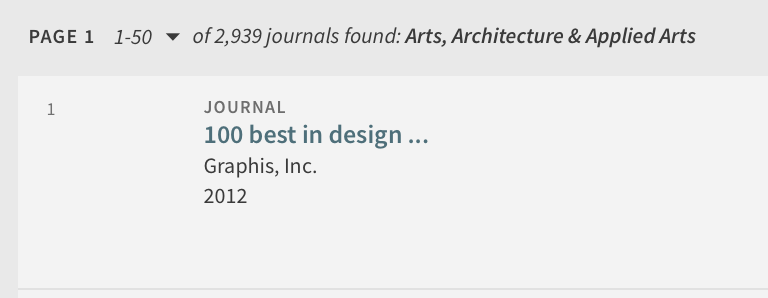 PAGE 1 1-50 of 2,939 journals found: Arts, Architecture & Applied Arts
1
JOURNAL
100 best in design ...
Graphis, Inc.
2012